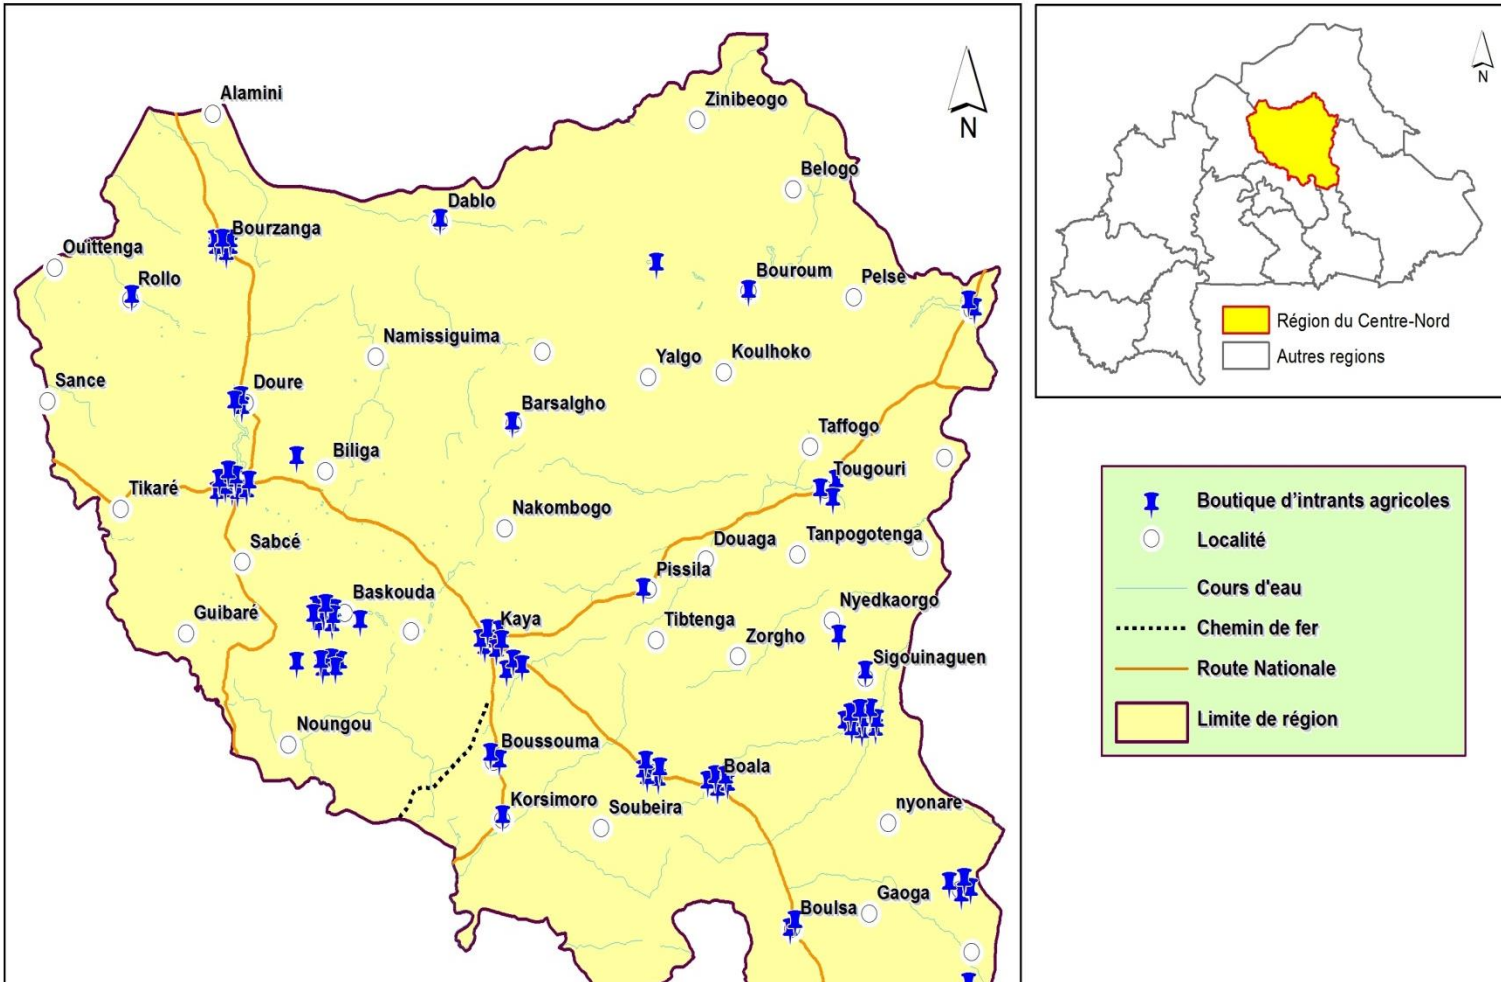 Alamini
Zinibeogo
N
Belogo
Dablo
Bourzanga
Ouïttenga
Rollo
Bouroum
Pelse
Namissiguima
Yalgo
Koulhoko
Sance
Doure
Barsalgho
Taffogo
Biliga
Tougouri
Tikaré
Nakombogo
Sabcé
Douaga
Tanpogotenga
Pissila
Baskouda
Nyedkaorgo
Guibaré
Kaya
Tibtenga
Zorgho
Sigouinaguen
Noungou
Boussouma
Boala
Korsimoro
Soubeira
nyonare
Boulsa
Gaoga
N
Région du Centre-Nord
Autres regions
Boutique d'intrants agricoles
Localité
Cours d'eau
Chemin de fer
Route Nationale
Limite de région